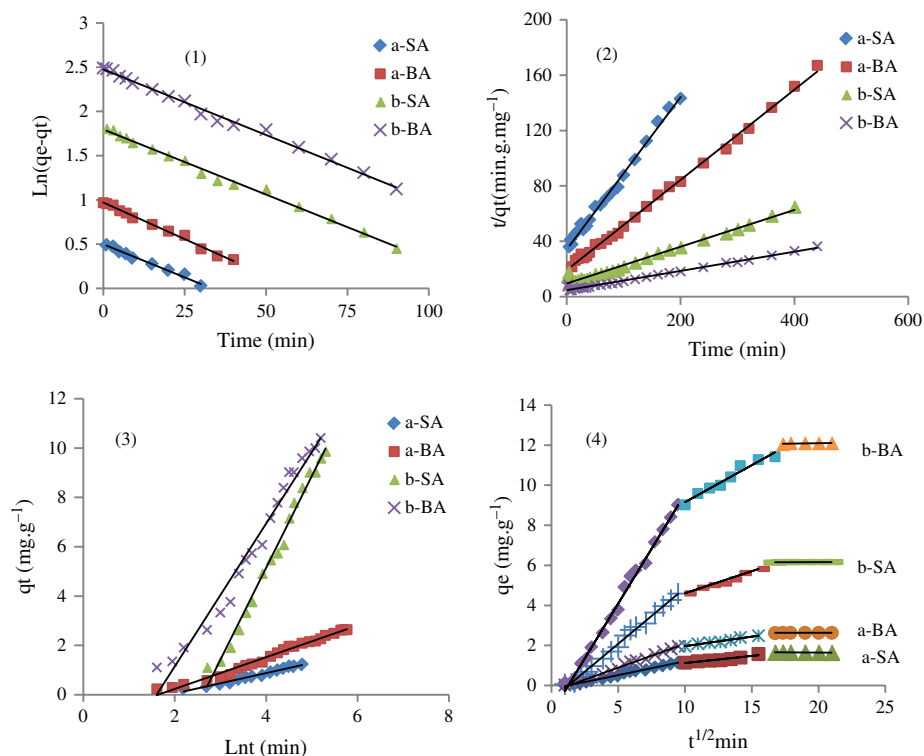 (1)
Ln(qe-qt)
3
2.5
2
1.5
1
0.5
0
0 25 50 75 100
Time (min)
a-SA
a-BA
b-SA
b-BA
(2)
t/qt(min.g.mg⁻¹)
200
160
120
80
40
0
0 200 400 600
Time (min)
a-SA
a-BA
b-SA
b-BA
(3)
qt (mg.g⁻¹)
12
10
8
6
4
2
0
0 2 4 6 8
Lnt (min)
a-SA
a-BA
b-SA
b-BA
(4)
qe (mg.g⁻¹)
14
12
10
8
6
4
2
0
0 5 10 15 20 25
t¹/²min
b-BA
b-SA
a-BA
a-SA